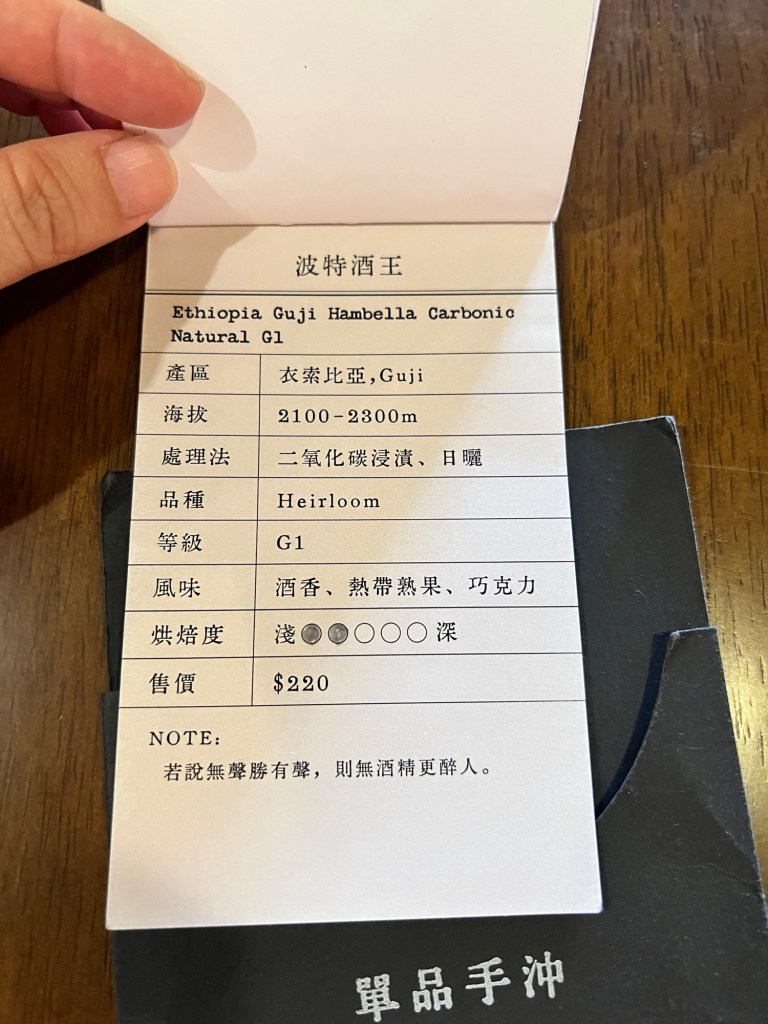 波特酒王
Ethiopia Guji Hambella Carbonic
Natural G1
產區 衣索比亞,Guji
海拔 2100-2300m
處理法 二氧化碳浸漬、日曬
品種 Heirloom
等級 G1
風味 酒香、熱帶熟果、巧克力
烘焙度 淺●●○○○深
售價 $220
NOTE:
若說無聲勝有聲，則無酒精更醉人。
單品手沖